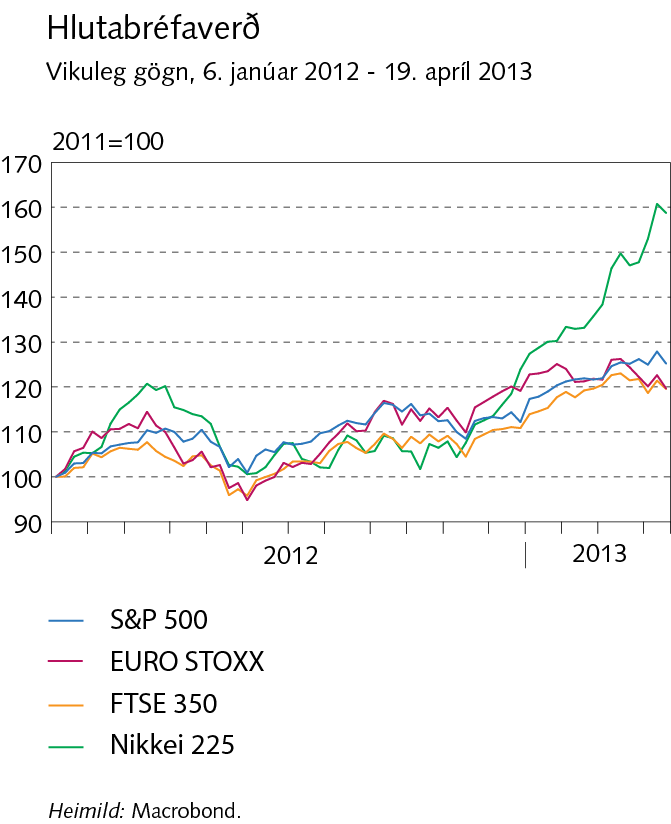 Hlutabréfaverð
Vikuleg gögn, 6. janúar 2012 - 19. apríl 2013
2011=100
170
160
150
140
130
120
110
100
90
2012
2013
S&P 500
EURO STOXX
FTSE 350
Nikkei 225
Heimild: Macrobond.